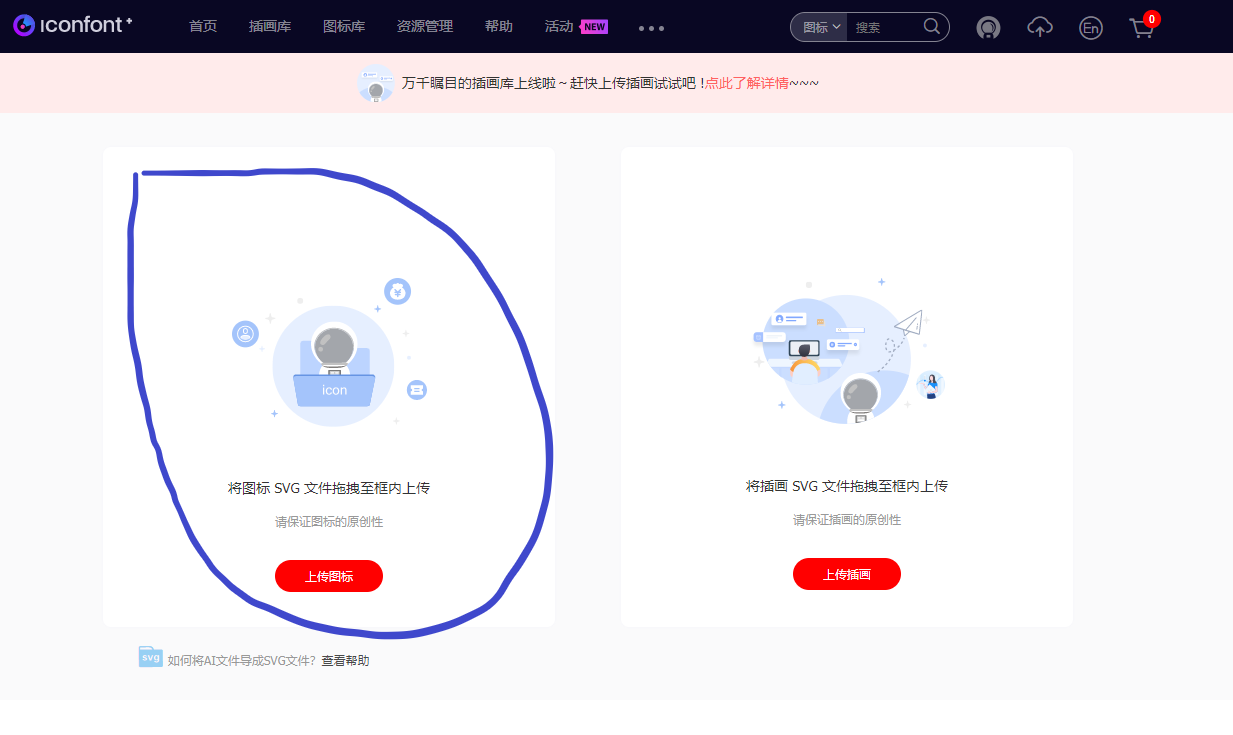 iconfont+ 首页 插画库 图标库 资源管理 帮助 活动 NEW ••• 图标 搜索 En 0
万千瞩目的插画库上线啦～赶快上传插画试试吧 !点此了解详情~~~
icon
将图标 SVG 文件拖拽至框内上传
请保证图标的原创性
上传图标
将插画 SVG 文件拖拽至框内上传
请保证插画的原创性
上传插画
svg 如何将AI文件导成SVG文件? 查看帮助